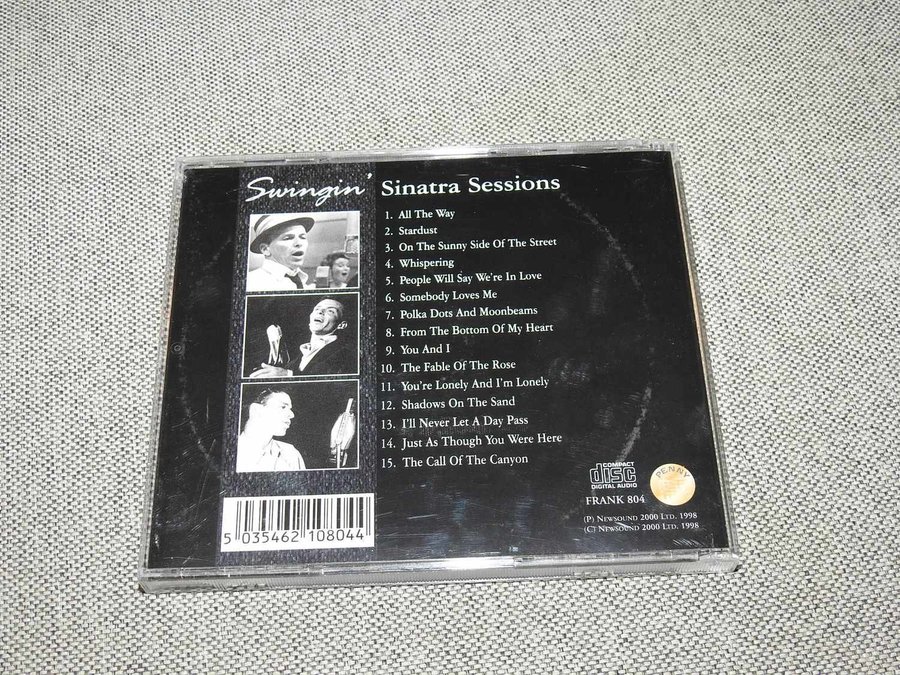 Swingin' Sinatra Sessions
1. All The Way
2. Stardust
3. On The Sunny Side Of The Street
4. Whispering
5. People Will Say We're In Love
6. Somebody Loves Me
7. Polka Dots And Moonbeams
8. From The Bottom Of My Heart
9. You And I
10. The Fable Of The Rose
11. You're Lonely And I'm Lonely
12. Shadows On The Sand
13. I'll Never Let A Day Pass
14. Just As Though You Were Here
15. The Call Of The Canyon
COMPACT
disc
DIGITAL AUDIO
PENNY
FRANK 804
(P) NEWSOUND 2000 LTD. 1998
(C) NEWSOUND 2000 LTD. 1998
5 035462 108044